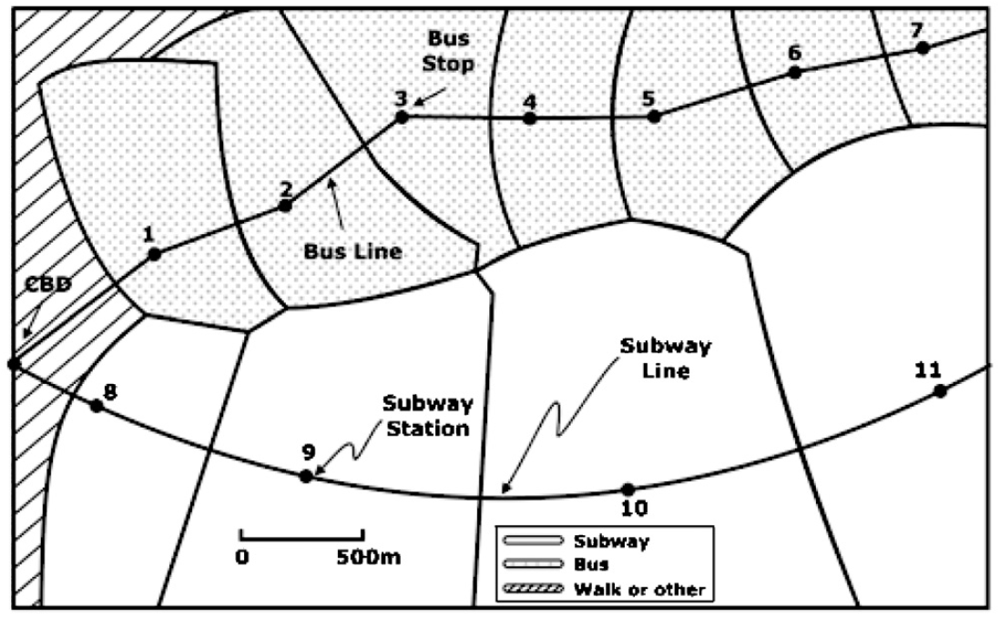 7
Bus
Stop
6
3
4
5
2
1
Bus Line
CBD
Subway
Line
11
8
Subway
Station
9
10
0 500m
Subway
Bus
Walk or other